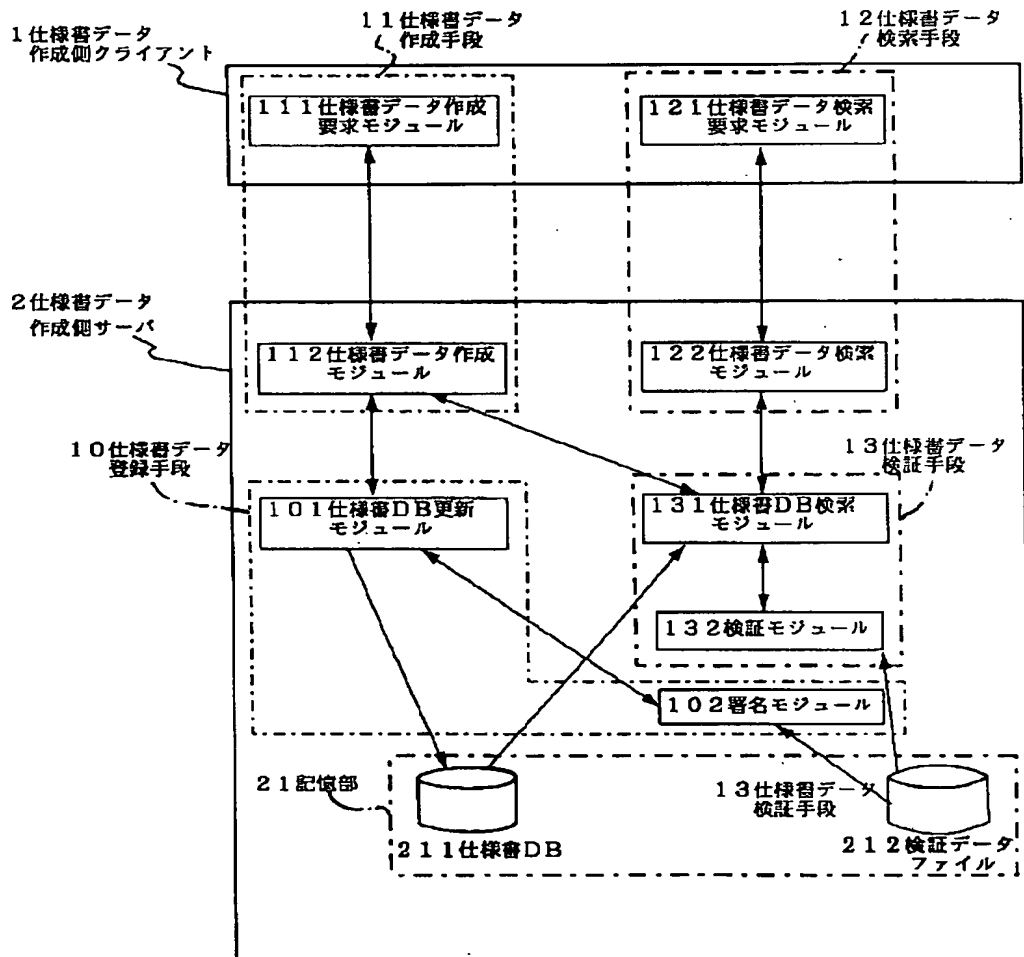 11仕様書データ
作成手段
12仕様書データ
検索手段
1仕様書データ
作成側クライアント
111仕様書データ作成
要求モジュール
121仕様書データ検索
要求モジュール
2仕様書データ
作成側サーバ
112仕様書データ作成
モジュール
122仕様書データ検索
モジュール
10仕様書データ
登録手段
13仕様書データ
検証手段
101仕様書DB更新
モジュール
131仕様書DB検索
モジュール
132検証モジュール
102署名モジュール
21記憶部
13仕様書データ
検証手段
211仕様書DB
212検証データ
ファイル